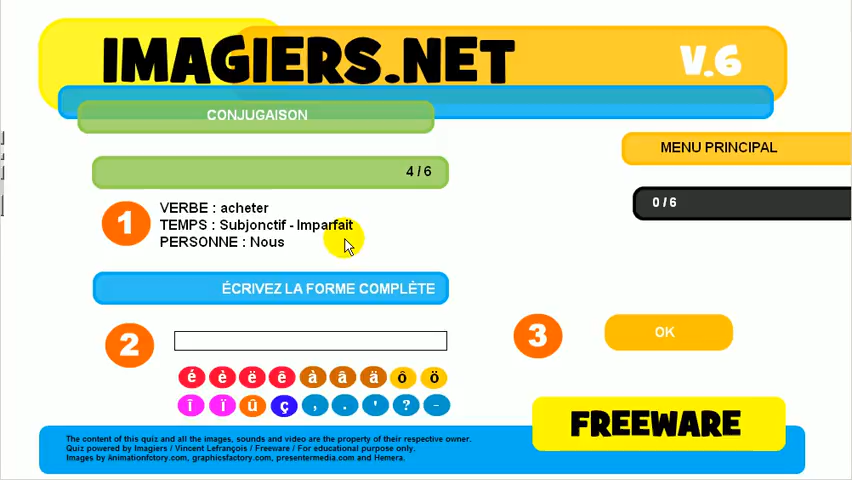 IMAGIERS.NET
V.6
CONJUGAISON
MENU PRINCIPAL
4 / 6
0 / 6
1
VERBE : acheter
TEMPS : Subjonctif - Imparfait
PERSONNE : Nous
ÉCRIVEZ LA FORME COMPLÈTE
2
3
OK
é è ë ê à â ä ô ö
î ï û ç , . ' ? -
FREEWARE
The content of this quiz and all the images, sounds and video are the property of their respective owner.
Quiz powered by Imagiers / Vincent Lefrançois / Freeware / For educational purpose only.
Images by Animationfctory.com, graphicsfactory.com, presentermedia.com and Hemera.